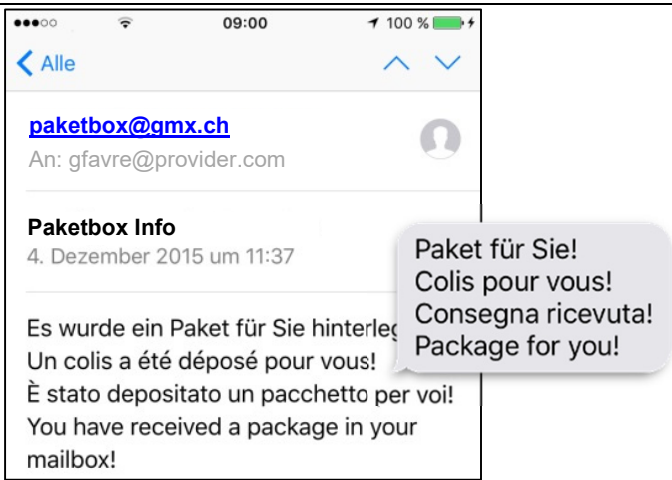 09:00
100 %
Alle
paketbox@gmx.ch
An: gfavre@provider.com
Paketbox Info
4. Dezember 2015 um 11:37
Es wurde ein Paket für Sie
Un colis a été déposé pour vous!
È stato depositato un pacchetto per voi!
You have received a package in your
mailbox!
Paket für Sie!
Colis pour vous!
Consegna ricevuta!
Package for you!